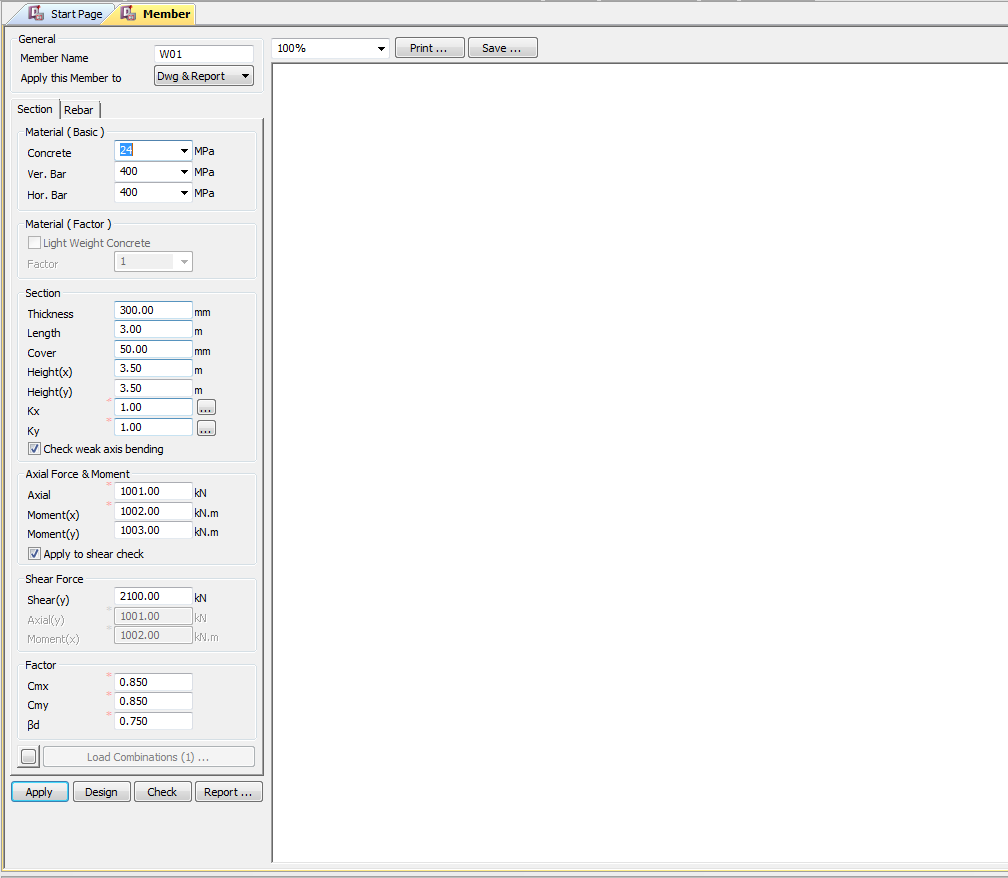 Start Page
Member
General
Member Name W01
Apply this Member to Dwg & Report
100% Print ... Save ...
Section Rebar
Material ( Basic )
Concrete 24 MPa
Ver. Bar 400 MPa
Hor. Bar 400 MPa
Material ( Factor )
Light Weight Concrete
Factor 1
Section
Thickness 300.00 mm
Length 3.00 m
Cover 50.00 mm
Height(x) 3.50 m
Height(y) 3.50 m
Kx * 1.00 ...
Ky * 1.00 ...
Check weak axis bending
Axial Force & Moment
Axial * 1001.00 kN
Moment(x) * 1002.00 kN.m
Moment(y) 1003.00 kN.m
Apply to shear check
Shear Force
Shear(y) 2100.00 kN
Axial(y) * 1001.00 kN
Moment(x) * 1002.00 kN.m
Factor
Cmx * 0.850
Cmy * 0.850
βd * 0.750
Load Combinations (1) ...
Apply Design Check Report ...